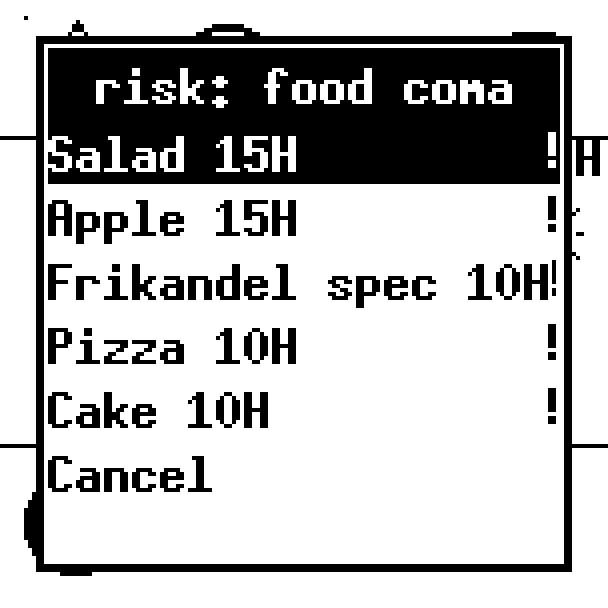 risk: food coma
Salad 15H !
Apple 15H !
Frikandel spec 10H!
Pizza 10H !
Cake 10H !
Cancel
H